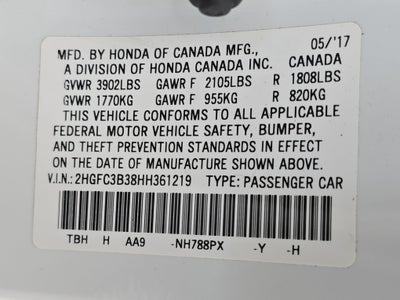 MFD. BY HONDA OF CANADA MFG., 05/'17
A DIVISION OF HONDA CANADA INC. CANADA
GVWR 3902LBS GAWR F 2105LBS R 1808LBS
GVWR 1770KG GAWR F 955KG R 820KG
THIS VEHICLE CONFORMS TO ALL APPLICABLE
FEDERAL MOTOR VEHICLE SAFETY, BUMPER,
AND THEFT PREVENTION STANDARDS IN EFFECT
ON THE DATE OF MANUFACTURE SHOWN ABOVE.
V.I.N.: 2HGFC3B38HH361219 TYPE: PASSENGER CAR
TBH H AA9 -NH788PX -Y -H